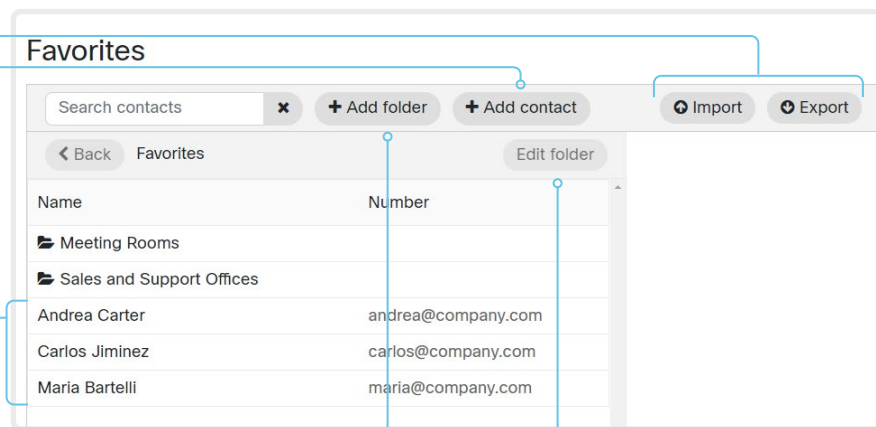 Favorites
Search contacts Add folder Add contact Import Export
Back Favorites Edit folder
Name Number
Meeting Rooms
Sales and Support Offices
Andrea Carter andrea@company.com
Carlos Jiminez carlos@company.com
Maria Bartelli maria@company.com